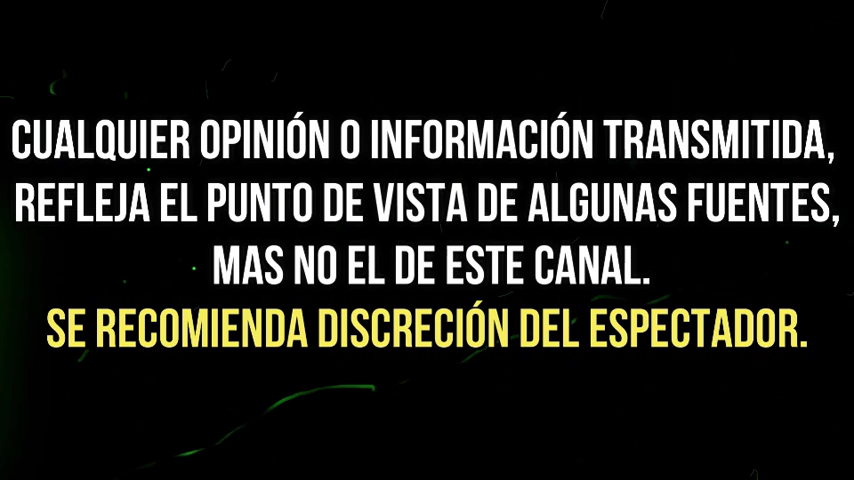 CUALQUIER OPINIÓN O INFORMACIÓN TRANSMITIDA,
REFLEJA EL PUNTO DE VISTA DE ALGUNAS FUENTES,
MAS NO EL DE ESTE CANAL.
SE RECOMIENDA DISCRECIÓN DEL ESPECTADOR.